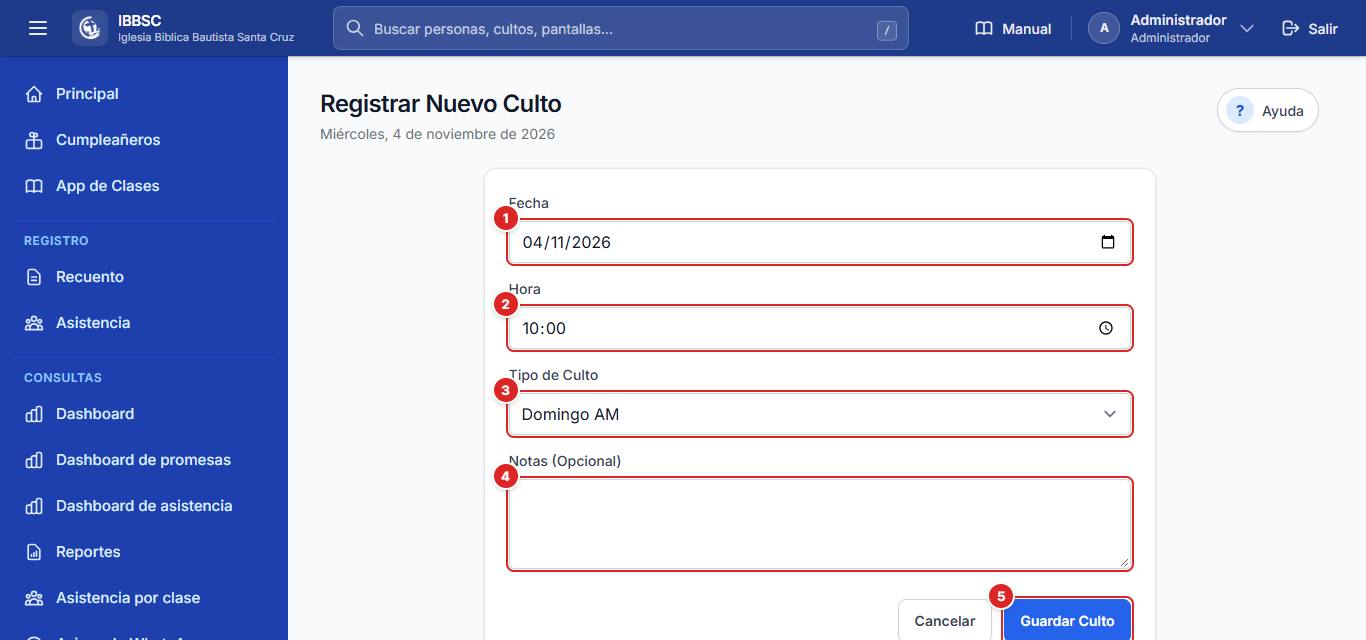 IBBSC
Iglesia Biblica Bautista Santa Cruz
Buscar personas, cultos, pantallas...
/
Manual
A
Administrador
Administrador
Salir
Principal
Cumpleañeros
App de Clases
REGISTRO
Recuento
Asistencia
CONSULTAS
Dashboard
Dashboard de promesas
Dashboard de asistencia
Reportes
Asistencia por clase
Registrar Nuevo Culto
Miércoles, 4 de noviembre de 2026
? Ayuda
Fecha
1
04/11/2026
Hora
2
10:00
Tipo de Culto
3
Domingo AM
Notas (Opcional)
4
5
Cancelar
Guardar Culto